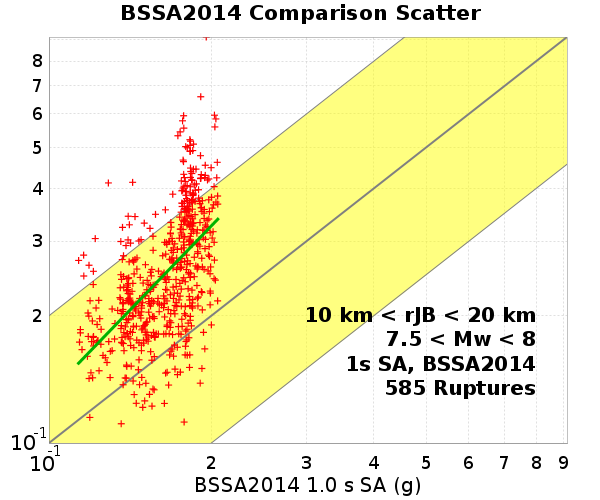 BSSA2014 Comparison Scatter
8
7
6
5
4
3
2
10 km < rJB < 20 km
7.5 < Mw < 8
1s SA, BSSA2014
585 Ruptures
10-1
10-1 2 3 4 5 6 7 8 9
BSSA2014 1.0 s SA (g)